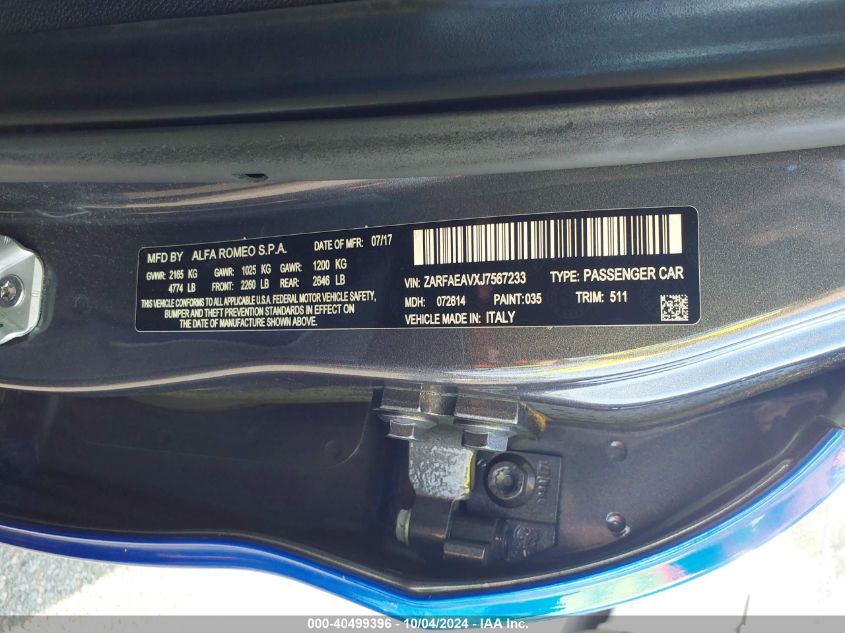 MFD BY ALFA ROMEO S.P.A. DATE OF MFR: 07/17
GVWR: 2165 KG GAWR: 1025 KG GAWR: 1200 KG
4774 LB FRONT: 2260 LB REAR: 2646 LB
THIS VEHICLE CONFORMS TO ALL APPLICABLE U.S.A. FEDERAL MOTOR VEHICLE SAFETY,
BUMPER AND THEFT PREVENTION STANDARDS IN EFFECT ON
THE DATE OF MANUFACTURE SHOWN ABOVE.
VIN: ZARFAEAVXJ7567233 TYPE: PASSENGER CAR
MDH: 072614 PAINT: 035 TRIM: 511
VEHICLE MADE IN: ITALY
000-40499396 - 10/04/2024 - IAA Inc.